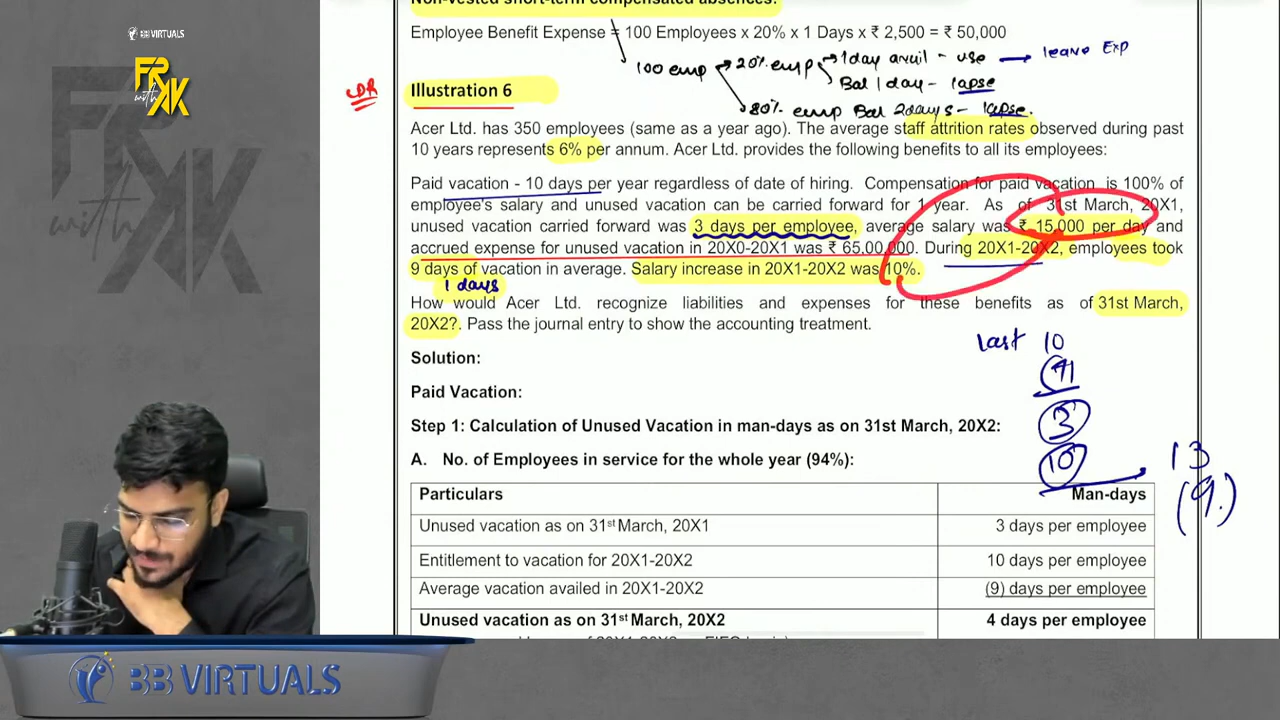 BB VIRTUALS
FR
with
AK
Non-vested short-term compensated absences:
Employee Benefit Expense = 100 Employees x 20% x 1 Days x ₹ 2,500 = ₹ 50,000
100 emp → 20% emp → 1 day avail - use → leave Exp
Bal 1 day - lapse
80% emp Bal 2 days - lapse.
Illustration 6
Acer Ltd. has 350 employees (same as a year ago). The average staff attrition rates observed during past
10 years represents 6% per annum. Acer Ltd. provides the following benefits to all its employees:
Paid vacation - 10 days per year regardless of date of hiring. Compensation for paid vacation is 100% of
employee's salary and unused vacation can be carried forward for 1 year. As of 31st March, 20X1,
unused vacation carried forward was 3 days per employee, average salary was ₹ 15,000 per day and
accrued expense for unused vacation in 20X0-20X1 was ₹ 65,00,000. During 20X1-20X2, employees took
9 days of vacation in average. Salary increase in 20X1-20X2 was 10%.
1 days
How would Acer Ltd. recognize liabilities and expenses for these benefits as of 31st March,
20X2?. Pass the journal entry to show the accounting treatment.
last 10
3
10
13
(9.)
Solution:
Paid Vacation:
Step 1: Calculation of Unused Vacation in man-days as on 31st March, 20X2:
A. No. of Employees in service for the whole year (94%):
Particulars Man-days
Unused vacation as on 31st March, 20X1 3 days per employee
Entitlement to vacation for 20X1-20X2 10 days per employee
Average vacation availed in 20X1-20X2 (9) days per employee
Unused vacation as on 31st March, 20X2 4 days per employee
BB VIRTUALS